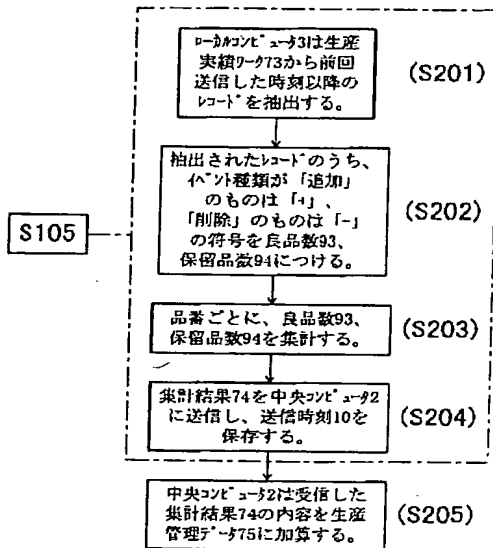 ﾛｰｶﾙｺﾝﾋﾟｭｰﾀ3は生産
実績ﾜｰｸ73から前回
送信した時刻以降の
ﾚｺｰﾄﾞを抽出する。
(S201)
抽出されたﾚｺｰﾄﾞのうち、
ｲﾍﾞﾝﾄ種類が「追加」
のものは「+」、
「削除」のものは「-」
の符号を良品数93、
保留品数94につける。
(S202)
S105
品番ごとに、良品数93、
保留品数94を集計する。
(S203)
集計結果74を中央ｺﾝﾋﾟｭｰﾀ2
に送信し、送信時刻10を
保存する。
(S204)
中央ｺﾝﾋﾟｭｰﾀ2は受信した
集計結果74の内容を生産
管理ﾃﾞｰﾀ75に加算する。
(S205)